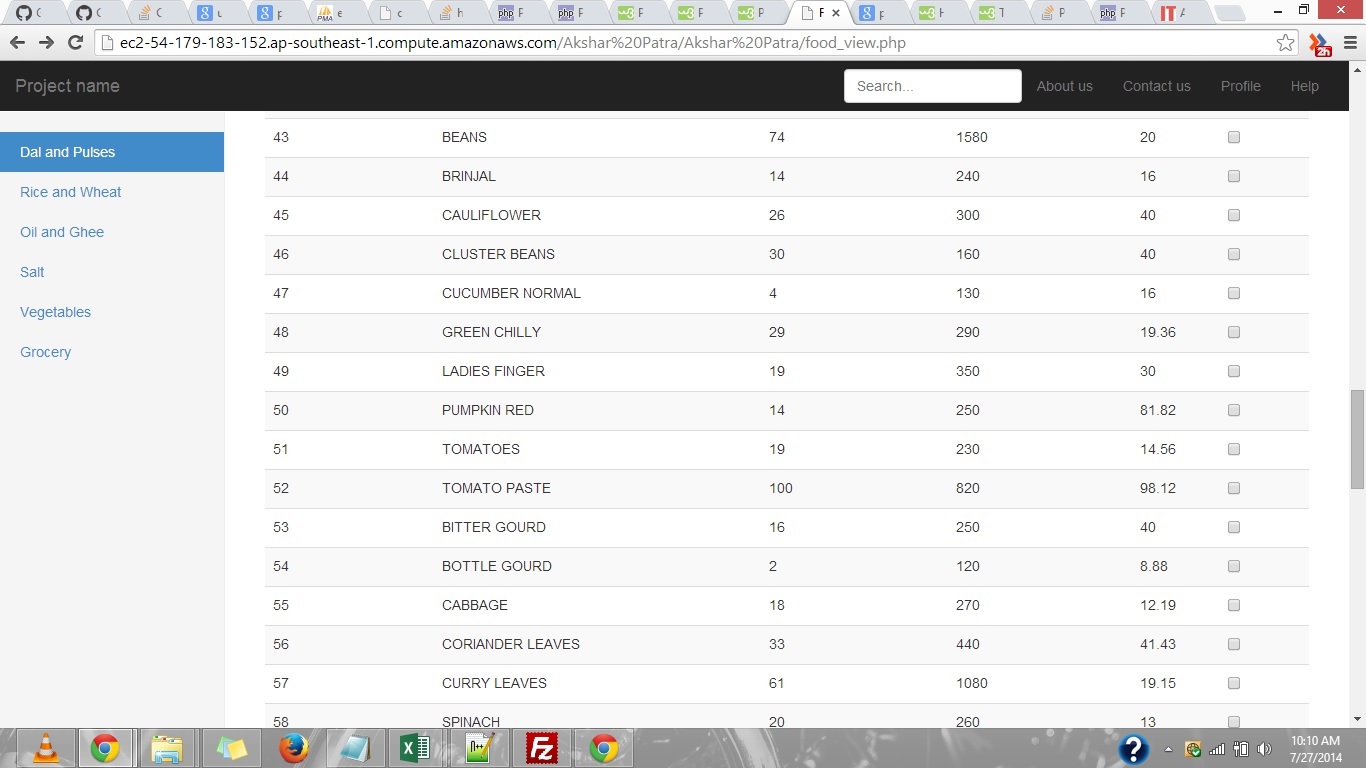 ec2-54-179-183-152.ap-southeast-1.compute.amazonaws.com/Akshar%20Patra/Akshar%20Patra/food_view.php
2h
Project name
Search...
About us
Contact us
Profile
Help
Dal and Pulses
Rice and Wheat
Oil and Ghee
Salt
Vegetables
Grocery
43 BEANS 74 1580 20
44 BRINJAL 14 240 16
45 CAULIFLOWER 26 300 40
46 CLUSTER BEANS 30 160 40
47 CUCUMBER NORMAL 4 130 16
48 GREEN CHILLY 29 290 19.36
49 LADIES FINGER 19 350 30
50 PUMPKIN RED 14 250 81.82
51 TOMATOES 19 230 14.56
52 TOMATO PASTE 100 820 98.12
53 BITTER GOURD 16 250 40
54 BOTTLE GOURD 2 120 8.88
55 CABBAGE 18 270 12.19
56 CORIANDER LEAVES 33 440 41.43
57 CURRY LEAVES 61 1080 19.15
58 SPINACH 20 260 13
10:10 AM
7/27/2014